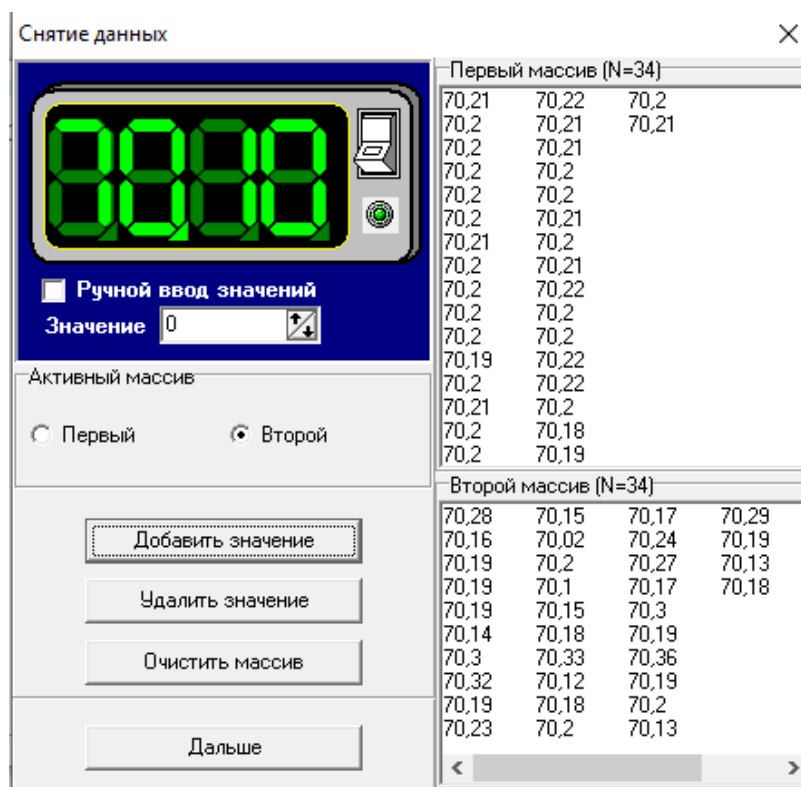 Снятие данных
70.10
Ручной ввод значений
Значение 0
Активный массив
Первый Второй
Добавить значение
Удалить значение
Очистить массив
Дальше
Первый массив (N=34)
70,21 70,22 70,2
70,2 70,21 70,21
70,2 70,21
70,2 70,2
70,2 70,2
70,2 70,21
70,21 70,2
70,2 70,21
70,2 70,22
70,2 70,2
70,2 70,2
70,19 70,22
70,2 70,22
70,21 70,2
70,2 70,18
70,2 70,19
Второй массив (N=34)
70,28 70,15 70,17 70,29
70,16 70,02 70,24 70,19
70,19 70,2 70,27 70,13
70,19 70,1 70,17 70,18
70,19 70,15 70,3
70,14 70,18 70,19
70,3 70,33 70,36
70,32 70,12 70,19
70,19 70,18 70,2
70,23 70,2 70,13